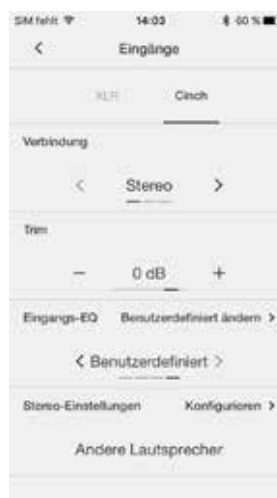 SIM fehlt 14:03 60 %
Eingänge
XLR Cinch
Verbindung
< Stereo >
Trim
− 0 dB +
Eingangs-EQ Benutzerdefiniert ändern >
< Benutzerdefiniert >
Stereo-Einstellungen Konfigurieren >
Andere Lautsprecher